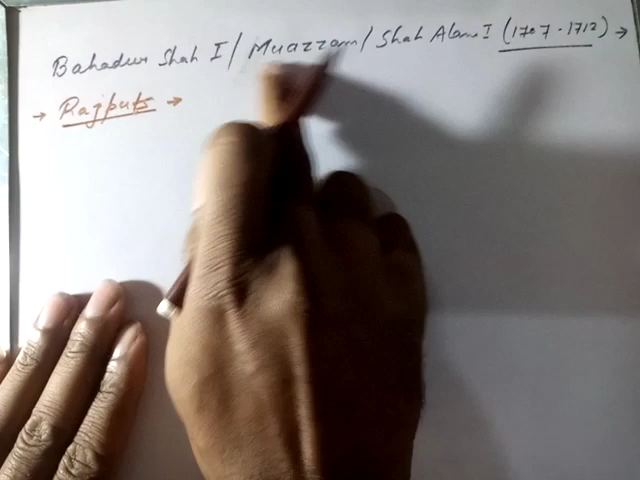 Bahadur Shah I / Muazzam / Shah Alam I (1707-1712) →
→ Rajputs →